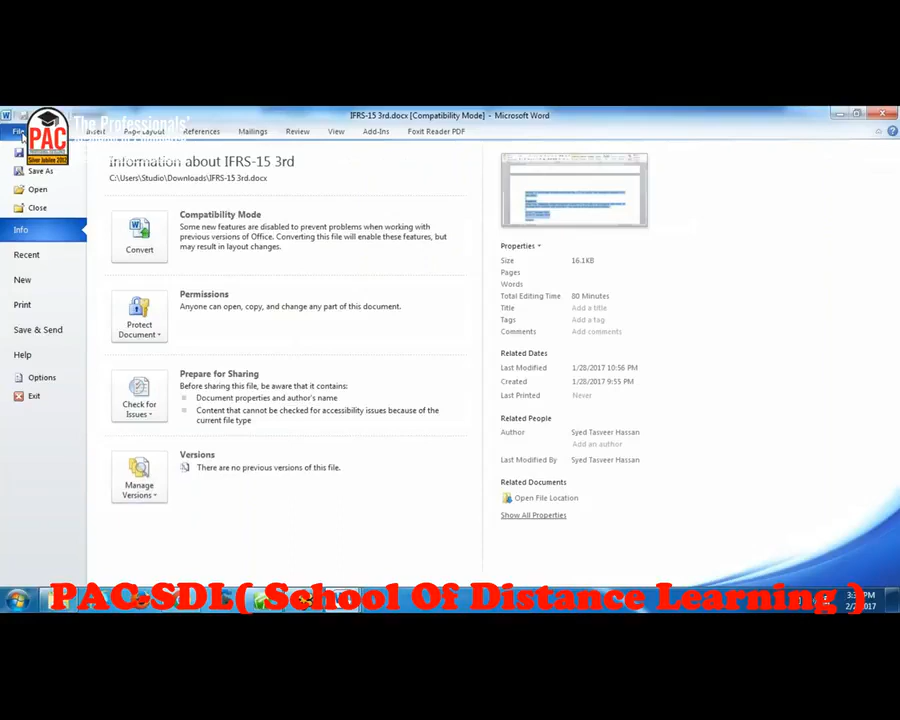 IFRS-15 3rd.docx [Compatibility Mode] - Microsoft Word
File
Insert
Page Layout
References
Mailings
Review
View
Add-Ins
Foxit Reader PDF
PAC
Silver Jubilee 2012
The Professionals'
Save As
Open
Close
Info
Recent
New
Print
Save & Send
Help
Options
Exit
Information about IFRS-15 3rd
C:\Users\Studio\Downloads\IFRS-15 3rd.docx
Convert
Compatibility Mode
Some new features are disabled to prevent problems when working with
previous versions of Office. Converting this file will enable these features, but
may result in layout changes.
Protect
Document
Permissions
Anyone can open, copy, and change any part of this document.
Check for
Issues
Prepare for Sharing
Before sharing this file, be aware that it contains:
Document properties and author's name
Content that cannot be checked for accessibility issues because of the
current file type
Manage
Versions
Versions
There are no previous versions of this file.
Properties
Size 16.1KB
Pages
Words
Total Editing Time 80 Minutes
Title Add a title
Tags Add a tag
Comments Add comments
Related Dates
Last Modified 1/28/2017 10:56 PM
Created 1/28/2017 9:55 PM
Last Printed Never
Related People
Author Syed Tasveer Hassan
Add an author
Last Modified By Syed Tasveer Hassan
Related Documents
Open File Location
Show All Properties
PAC SDL( School Of Distance Learning )